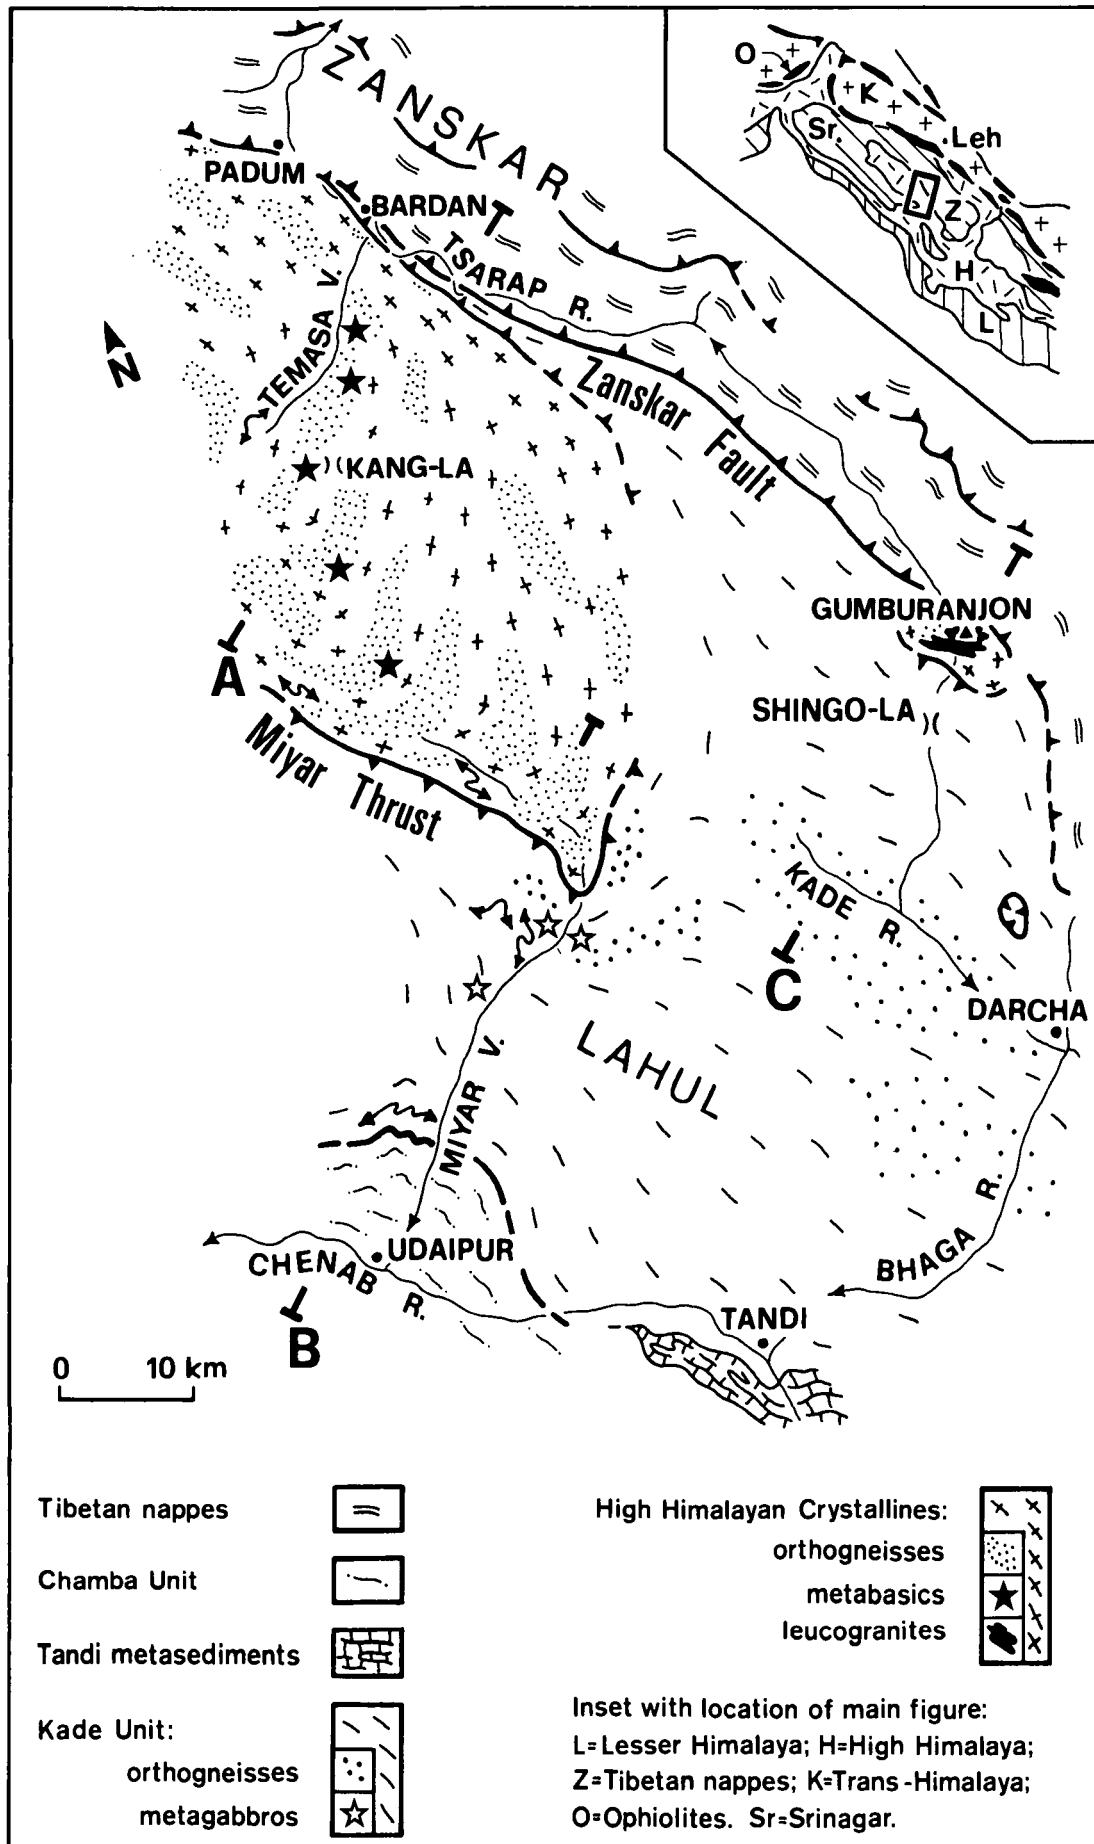 ZANSKAR
O
K
Sr.
Leh
Z
H
L
PADUM
BARDAN
T
TSARAP R.
TEMASA V.
N
Zanskar Fault
KANG-LA
T
GUMBURANJON
A
SHINGO-LA
T
Miyar Thrust
KADE R.
C
DARCHA
LAHUL
MIYAR V.
UDAIPUR
CHENAB R.
BHAGA R.
TANDI
B
0 10 km
Tibetan nappes
Chamba Unit
Tandi metasediments
Kade Unit:
orthogneisses
metagabbros
High Himalayan Crystallines:
orthogneisses
metabasics
leucogranites
Inset with location of main figure:
L=Lesser Himalaya; H=High Himalaya;
Z=Tibetan nappes; K=Trans-Himalaya;
O=Ophiolites. Sr=Srinagar.